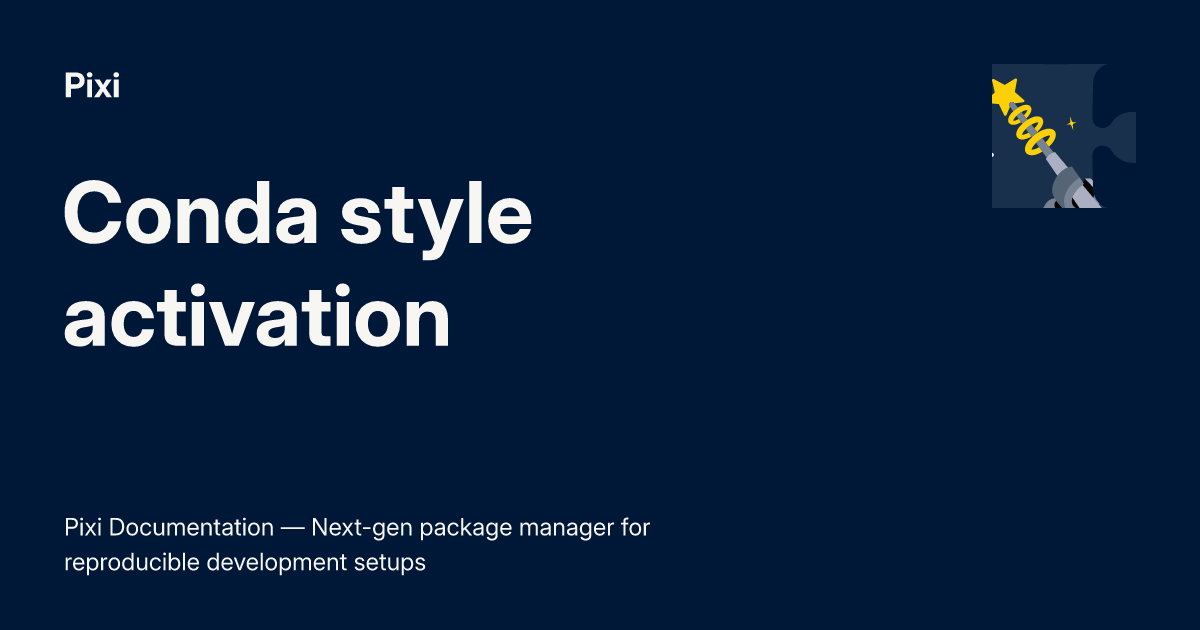 Pixi
Conda style
activation
Pixi Documentation — Next-gen package manager for
reproducible development setups